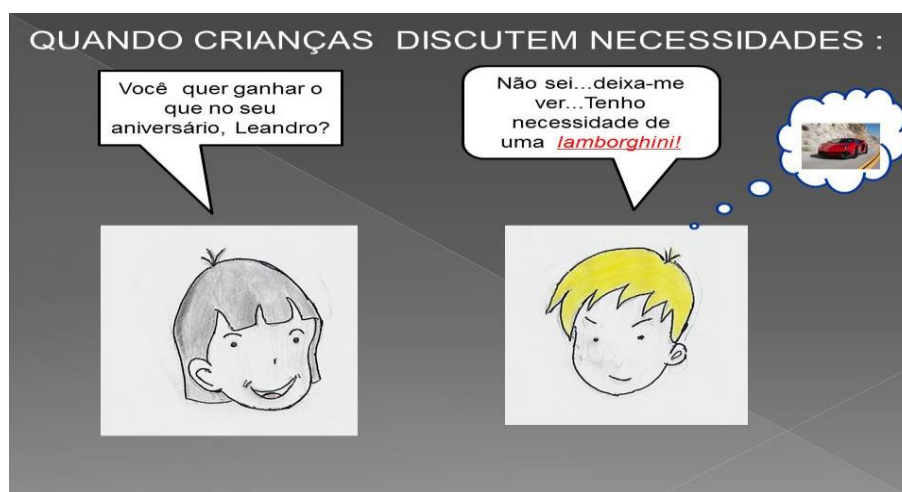 QUANDO CRIANÇAS DISCUTEM NECESSIDADES :
Você quer ganhar o
que no seu
aniversário, Leandro?
Não sei...deixa-me
ver...Tenho
necessidade de
uma lamborghini!